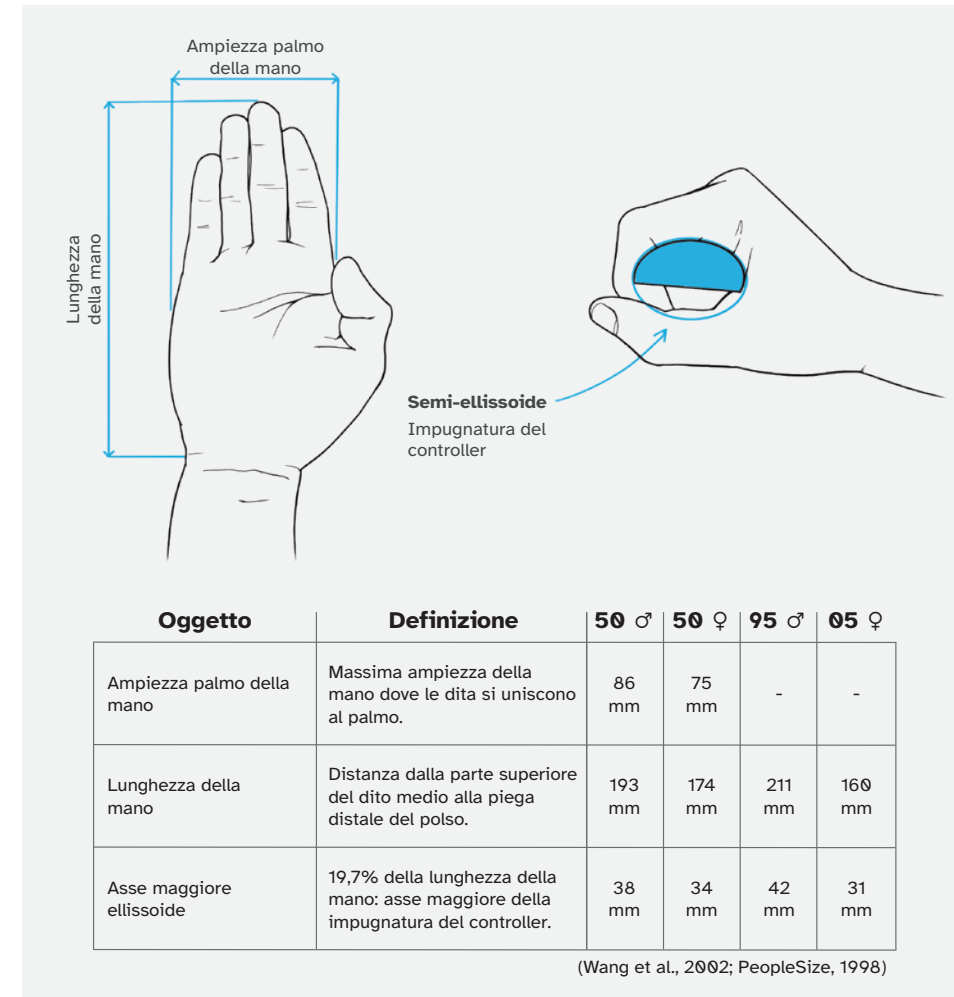 Ampiezza palmo
della mano
Lunghezza
della mano
Semi-ellissoide
Impugnatura del
controller
Oggetto Definizione 50 ♂ 50 ♀ 95 ♂ 05 ♀
Ampiezza palmo della
mano
Massima ampiezza della
mano dove le dita si uniscono
al palmo.
86
mm
75
mm
-
-
Lunghezza della
mano
Distanza dalla parte superiore
del dito medio alla piega
distale del polso.
193
mm
174
mm
211
mm
160
mm
Asse maggiore
ellissoide
19,7% della lunghezza della
mano: asse maggiore della
impugnatura del controller.
38
mm
34
mm
42
mm
31
mm
(Wang et al., 2002; PeopleSize, 1998)